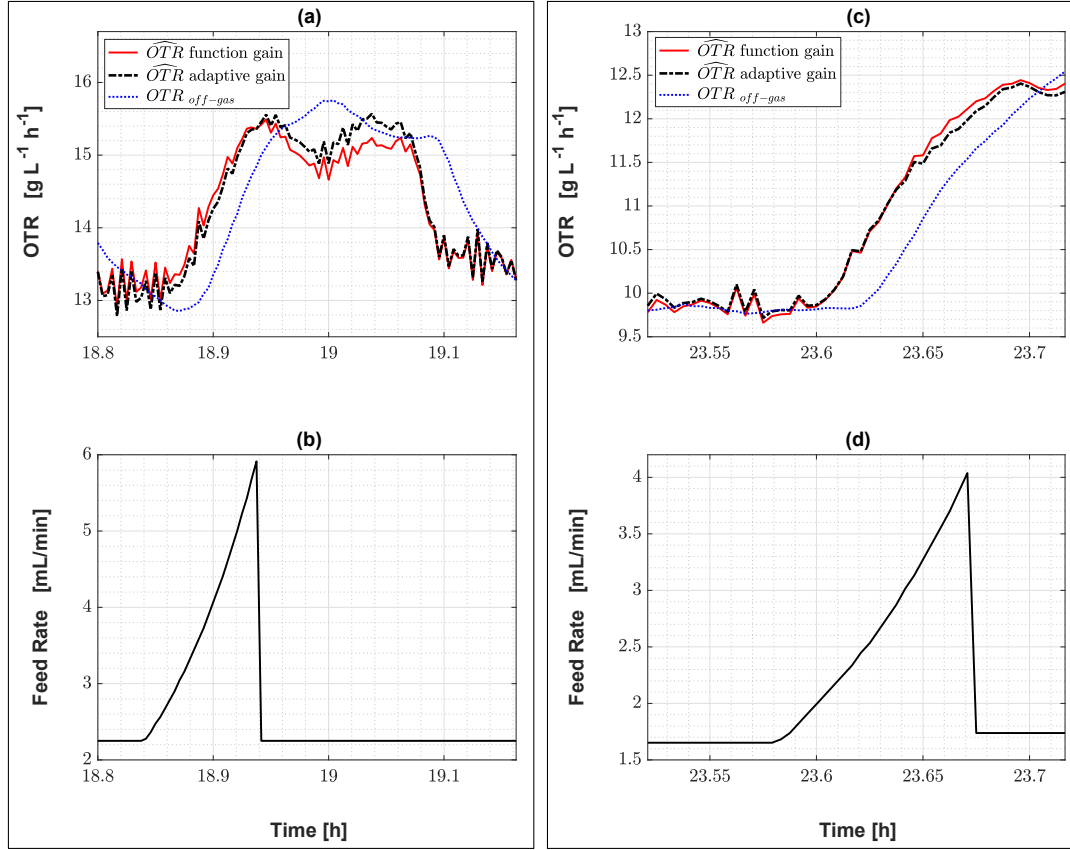 (a)
OTR function gain
OTR adaptive gain
OTR off-gas
16
15
14
13
OTR [g L-1 h-1]
18.8
18.9
19
19.1
(b)
6
5
4
3
2
Feed Rate [mL/min]
18.8
18.9
19
19.1
Time [h]
(c)
OTR function gain
OTR adaptive gain
OTR off-gas
13
12.5
12
11.5
11
10.5
10
9.5
OTR [g L-1 h-1]
23.55
23.6
23.65
23.7
(d)
4
3.5
3
2.5
2
1.5
Feed Rate [mL/min]
23.55
23.6
23.65
23.7
Time [h]